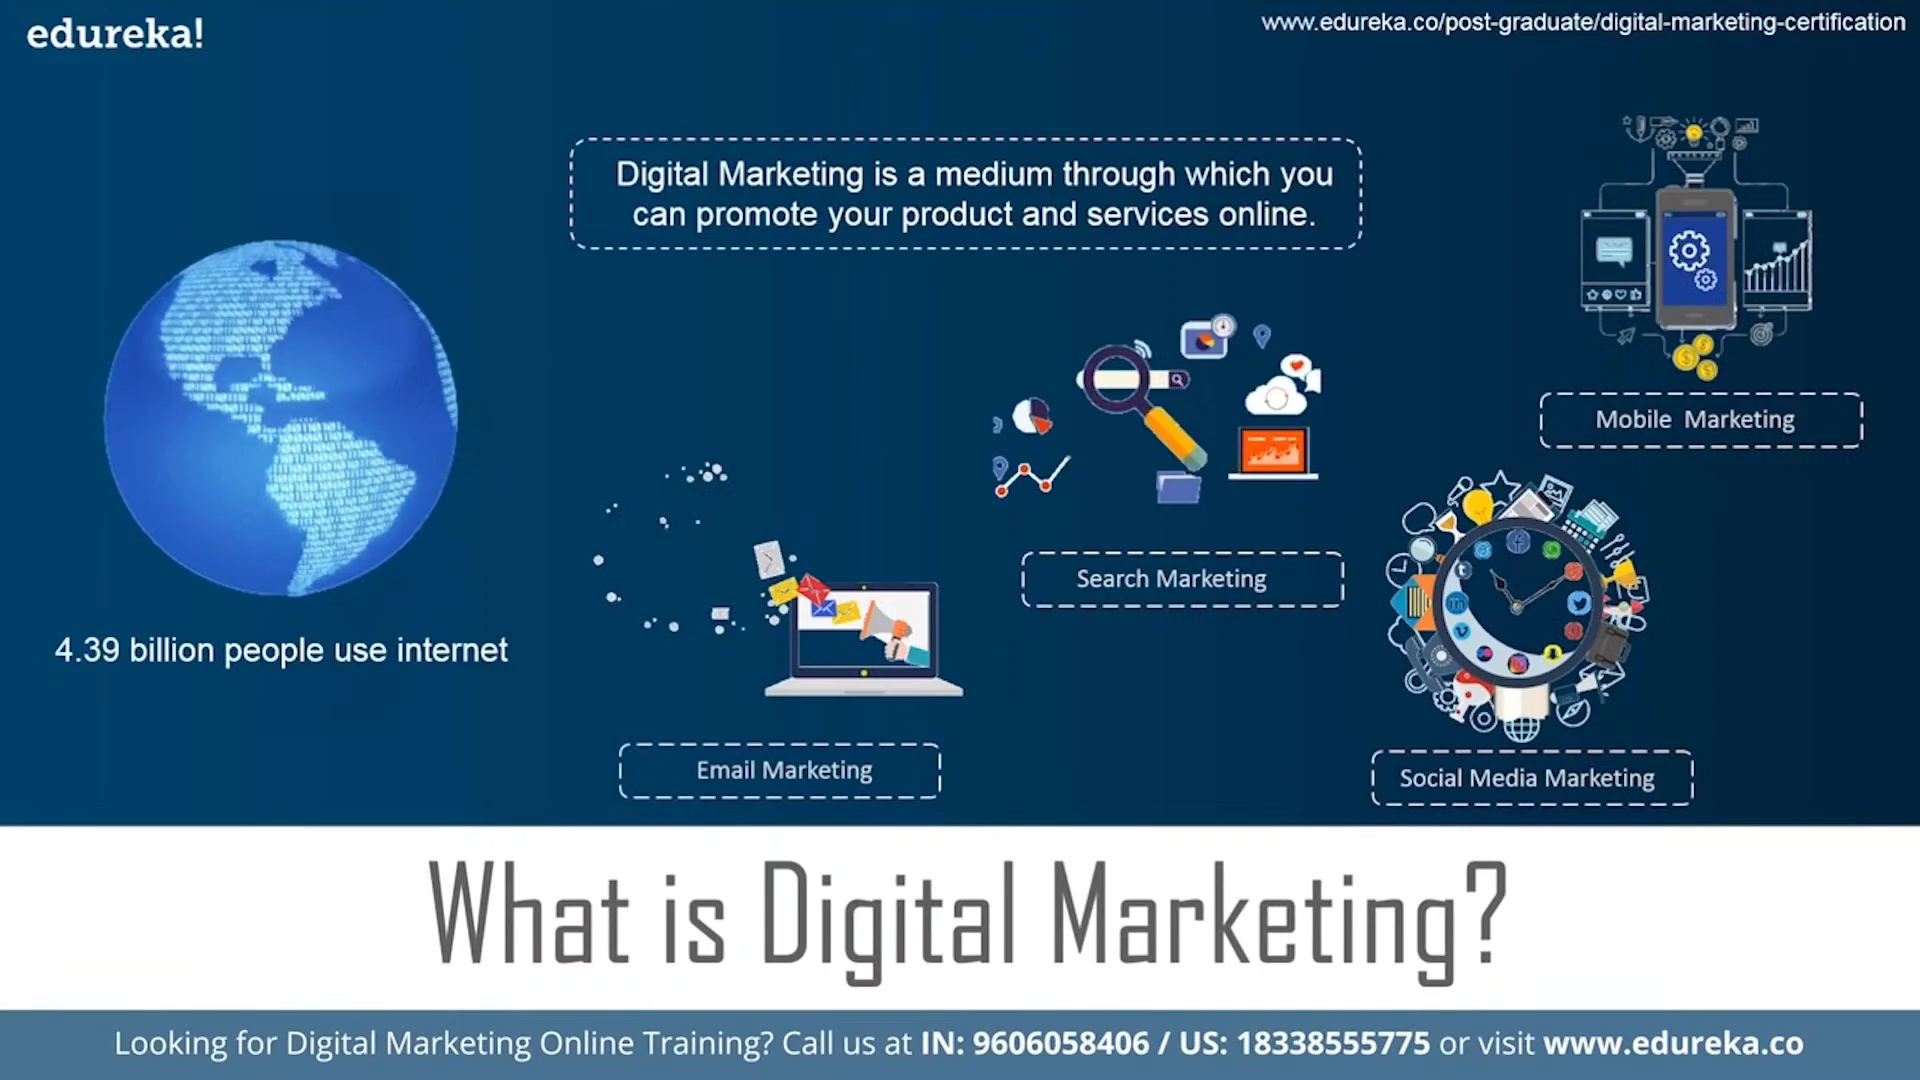 edureka!
www.edureka.co/post-graduate/digital-marketing-certification
Digital Marketing is a medium through which you
can promote your product and services online.
Mobile Marketing
Search Marketing
4.39 billion people use internet
Email Marketing
Social Media Marketing
What is Digital Marketing?
Looking for Digital Marketing Online Training? Call us at IN: 9606058406 / US: 18338555775 or visit www.edureka.co